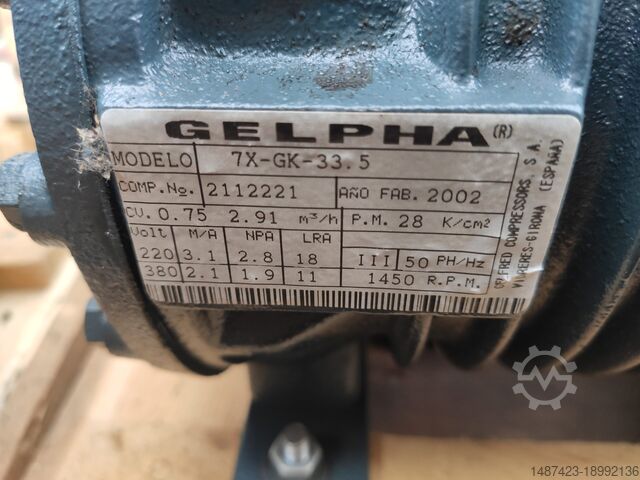 GELPHA (R)
MODELO 7X-GK-33.5
COMP.No. 2112221 AÑO FAB. 2002
CV. 0.75 2.91 m³/h P.M. 28 K/cm²
Volt M/A NPA LRA
220 3.1 2.8 18 III 50 PH/Hz
380 2.1 1.9 11 1450 R.P.M.
FRED COMPRESSORS, S.A.
-GIRONA (ESPAÑA)
1487423-18992136